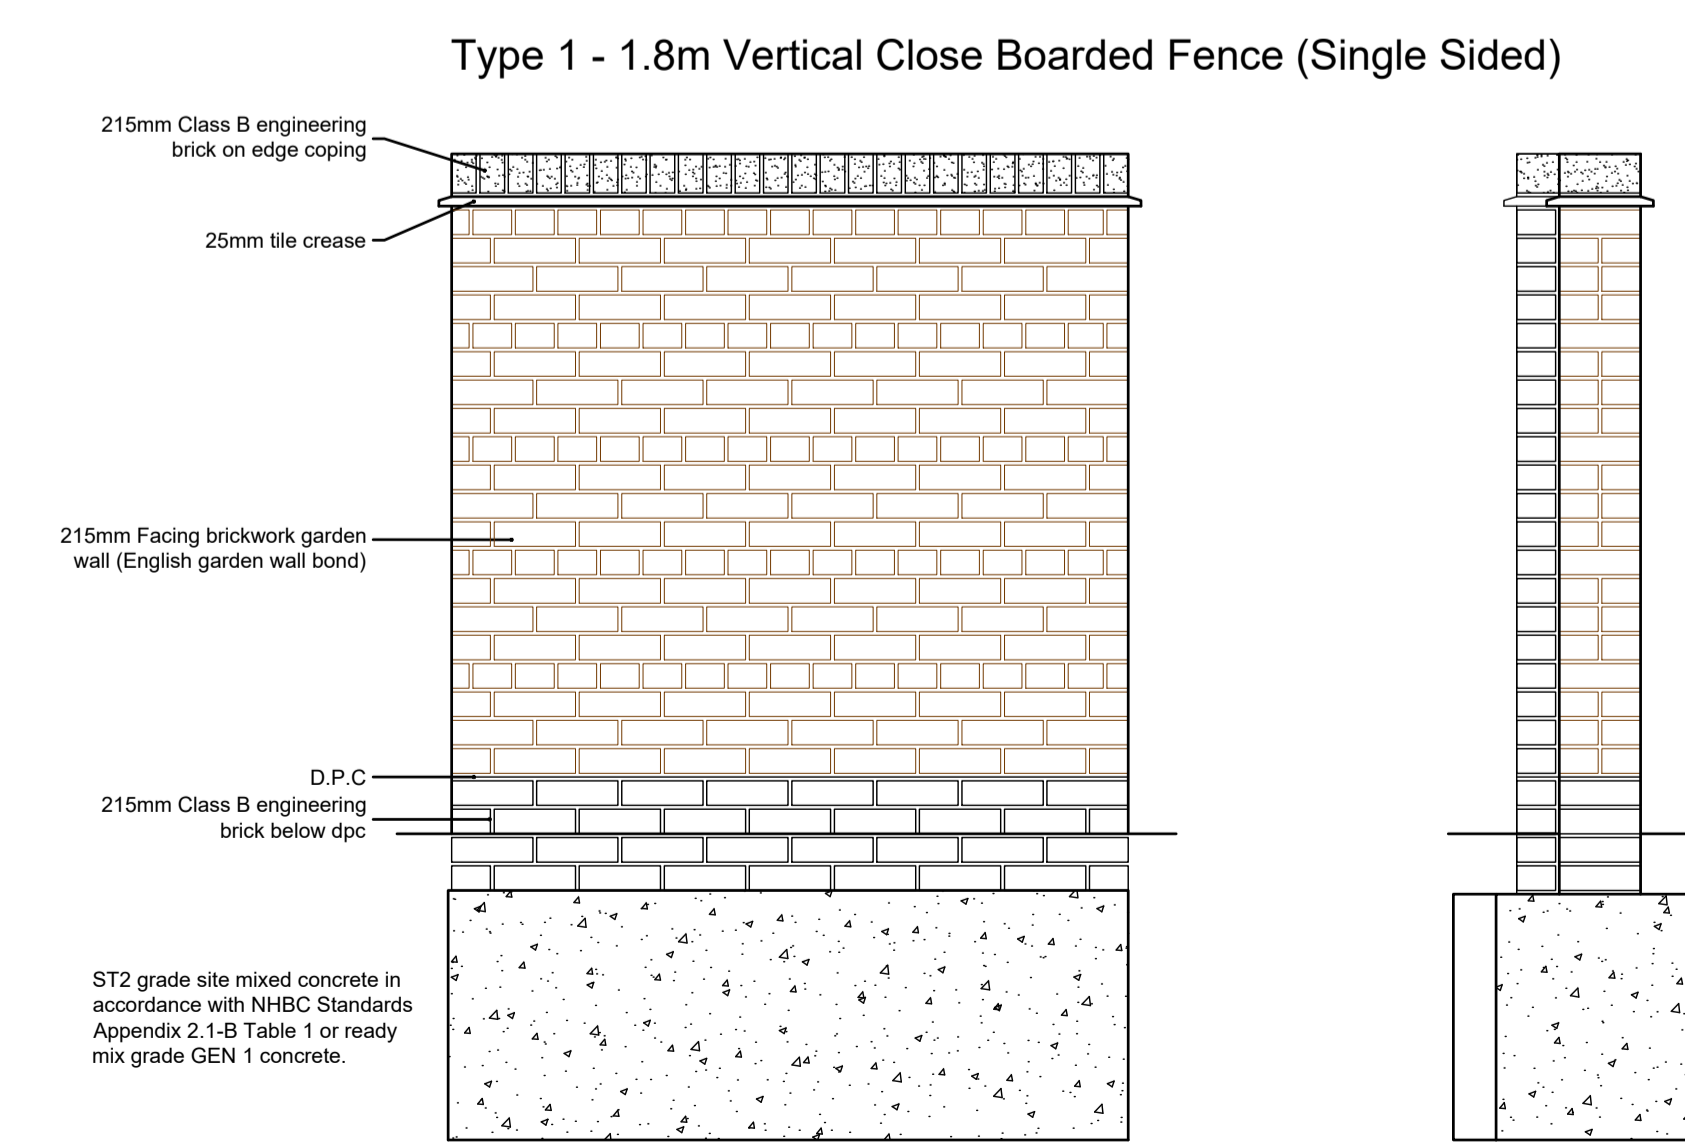 Type 1 - 1.8m Vertical Close Boarded Fence (Single Sided)
215mm Class B engineering
brick on edge coping
25mm tile crease
215mm Facing brickwork garden
wall (English garden wall bond)
D.P.C
215mm Class B engineering
brick below dpc
ST2 grade site mixed concrete in
accordance with NHBC Standards
Appendix 2.1-B Table 1 or ready
mix grade GEN 1 concrete.